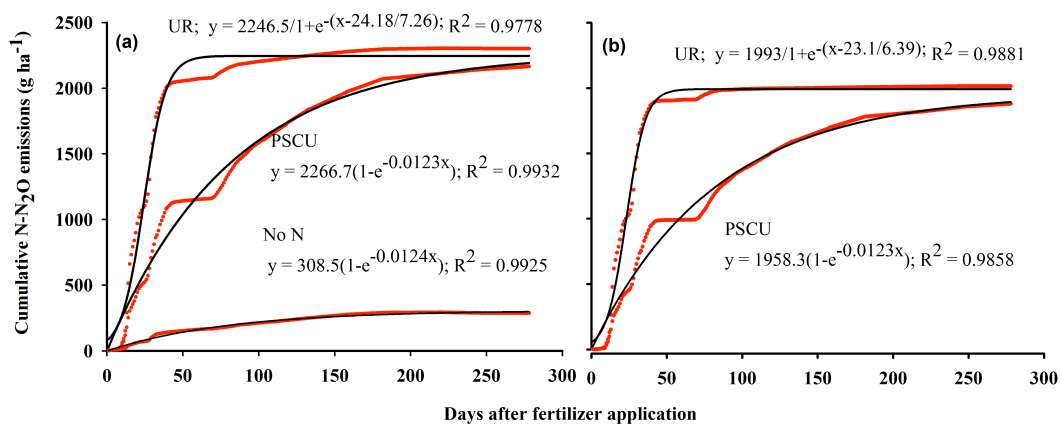 (a)
UR; y = 2246.5/1+e-(x-24.18/7.26); R2 = 0.9778
PSCU
y = 2266.7(1-e-0.0123x); R2 = 0.9932
No N
y = 308.5(1-e-0.0124x); R2 = 0.9925
2500
2000
1500
1000
500
0
0 50 100 150 200 250 300
Cumulative N-N2O emissions (g ha-1)
(b)
UR; y = 1993/1+e-(x-23.1/6.39); R2 = 0.9881
PSCU
y = 1958.3(1-e-0.0123x); R2 = 0.9858
0 50 100 150 200 250 300
Days after fertilizer application